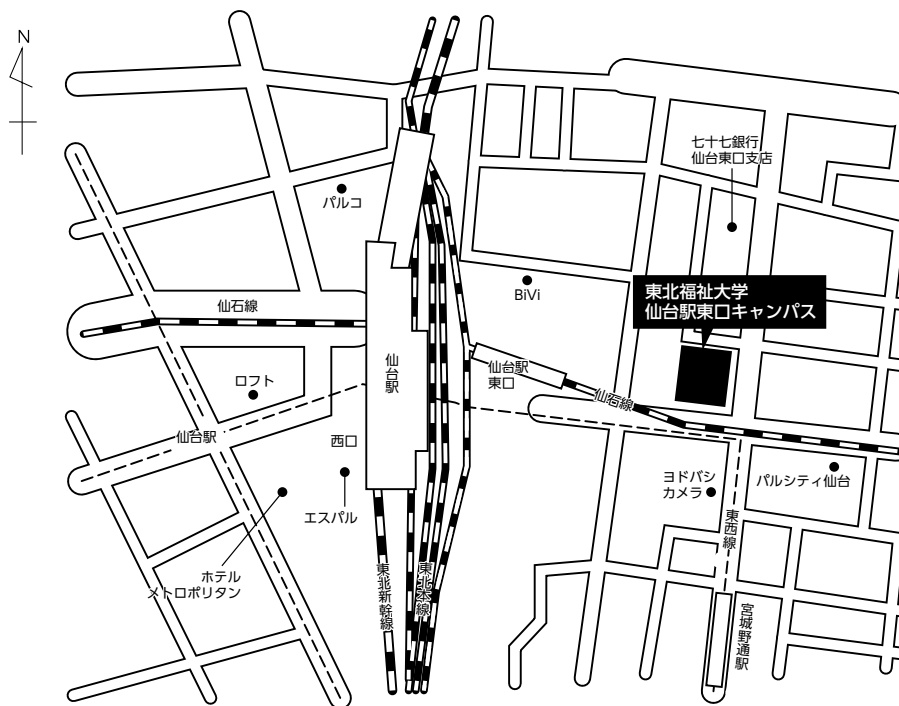 N
七十七銀行
仙台東口支店
パルコ
BiVi
東北福祉大学
仙台駅東口キャンパス
仙石線
仙台駅
仙台駅
東口
仙石線
ロフト
仙台駅
西口
エスパル
ホテル
メトロポリタン
ヨドバシ
カメラ
パルシティ仙台
東西線
東北新幹線
東北本線
宮城野通駅